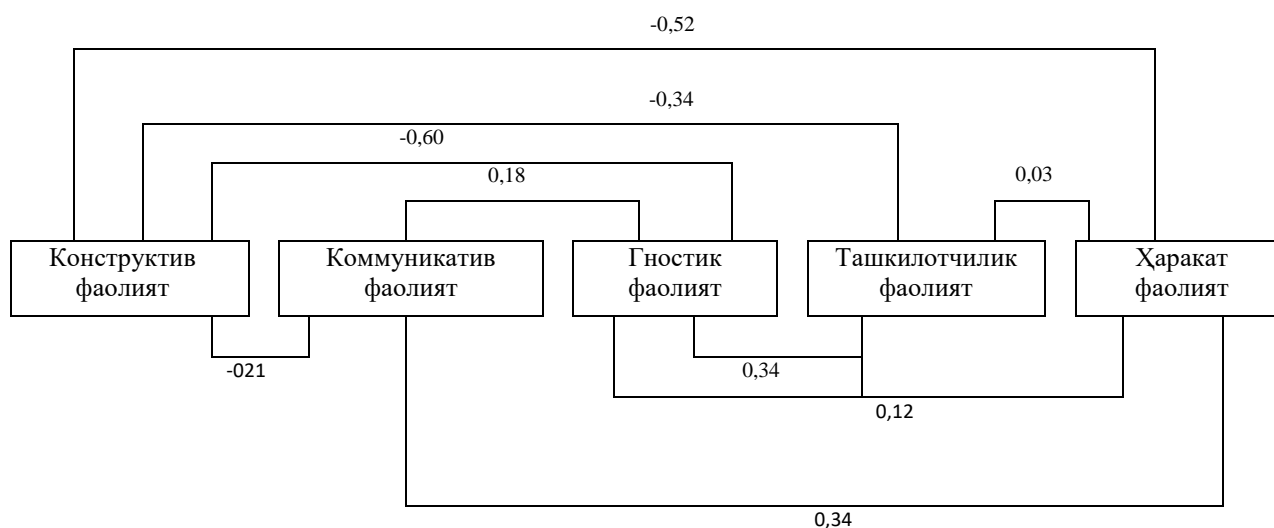 -0,52
-0,34
-0,60
0,18
0,03
Конструктив
фаолият
Коммуникатив
фаолият
Гностик
фаолият
Ташкилотчилик
фаолият
Ҳаракат
фаолият
-021
0,34
0,12
0,34